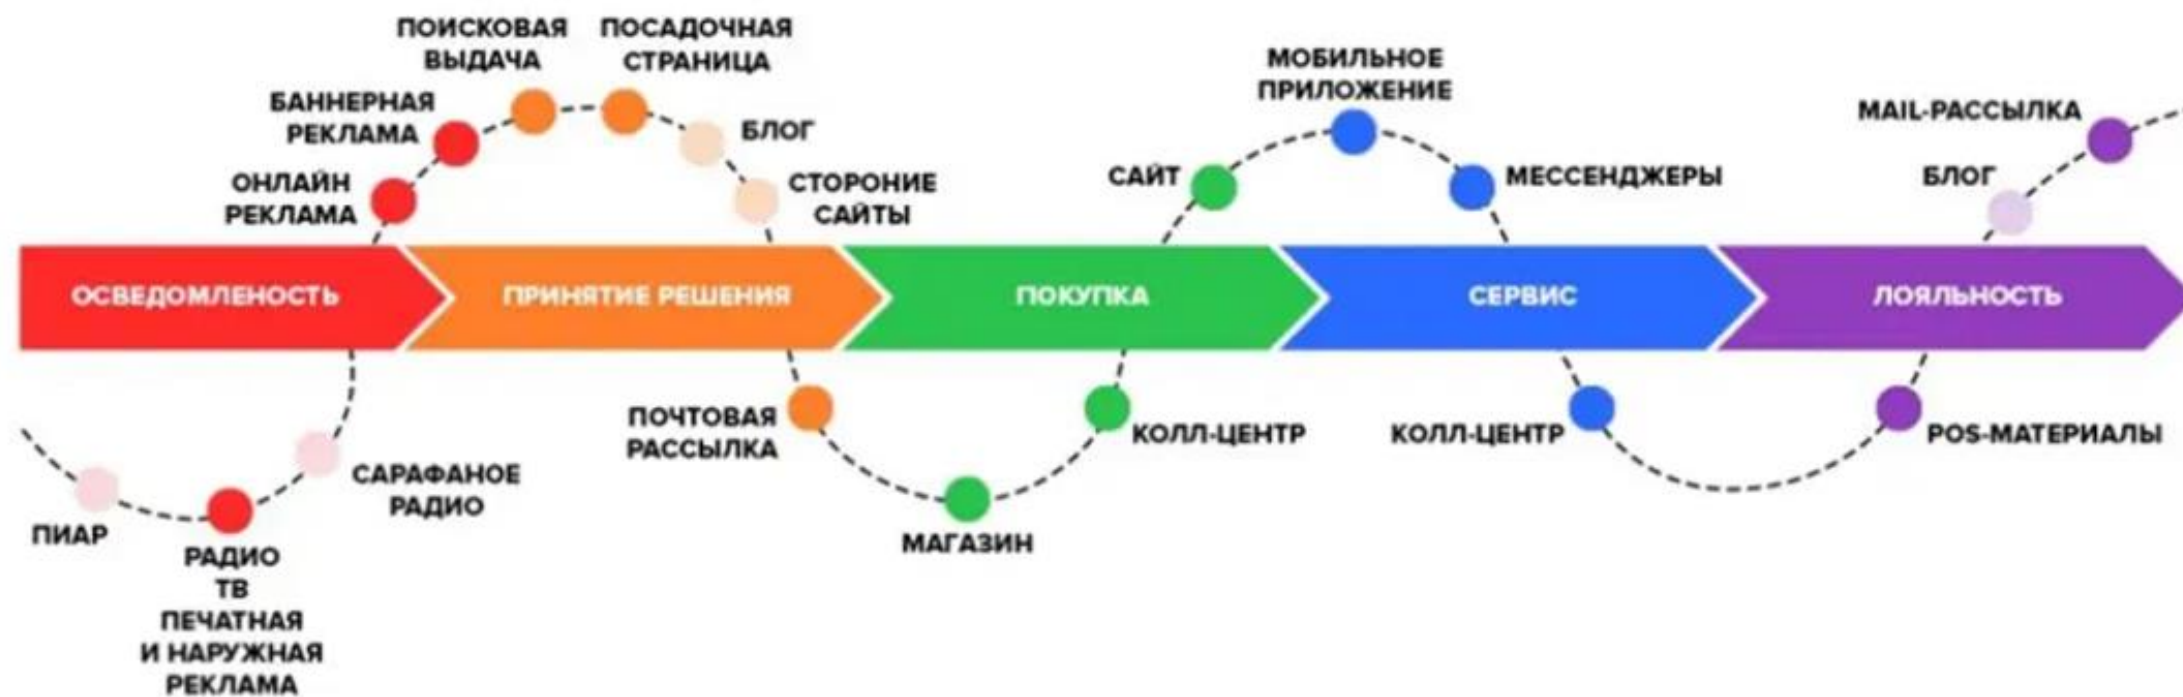 ПОИСКОВАЯ
ВЫДАЧА
ПОСАДОЧНАЯ
СТРАНИЦА
БАННЕРНАЯ
РЕКЛАМА
БЛОГ
ОНЛАЙН
РЕКЛАМА
СТОРОНИЕ
САЙТЫ
МОБИЛЬНОЕ
ПРИЛОЖЕНИЕ
САЙТ
МЕССЕНДЖЕРЫ
MAIL-РАССЫЛКА
БЛОГ
ОСВЕДОМЛЕНОСТЬ
ПРИНЯТИЕ РЕШЕНИЯ
ПОКУПКА
СЕРВИС
ЛОЯЛЬНОСТЬ
ПИАР
РАДИО
ТВ
ПЕЧАТНАЯ
И НАРУЖНАЯ
РЕКЛАМА
САРАФАНОЕ
РАДИО
ПОЧТОВАЯ
РАССЫЛКА
МАГАЗИН
КОЛЛ-ЦЕНТР
КОЛЛ-ЦЕНТР
POS-МАТЕРИАЛЫ